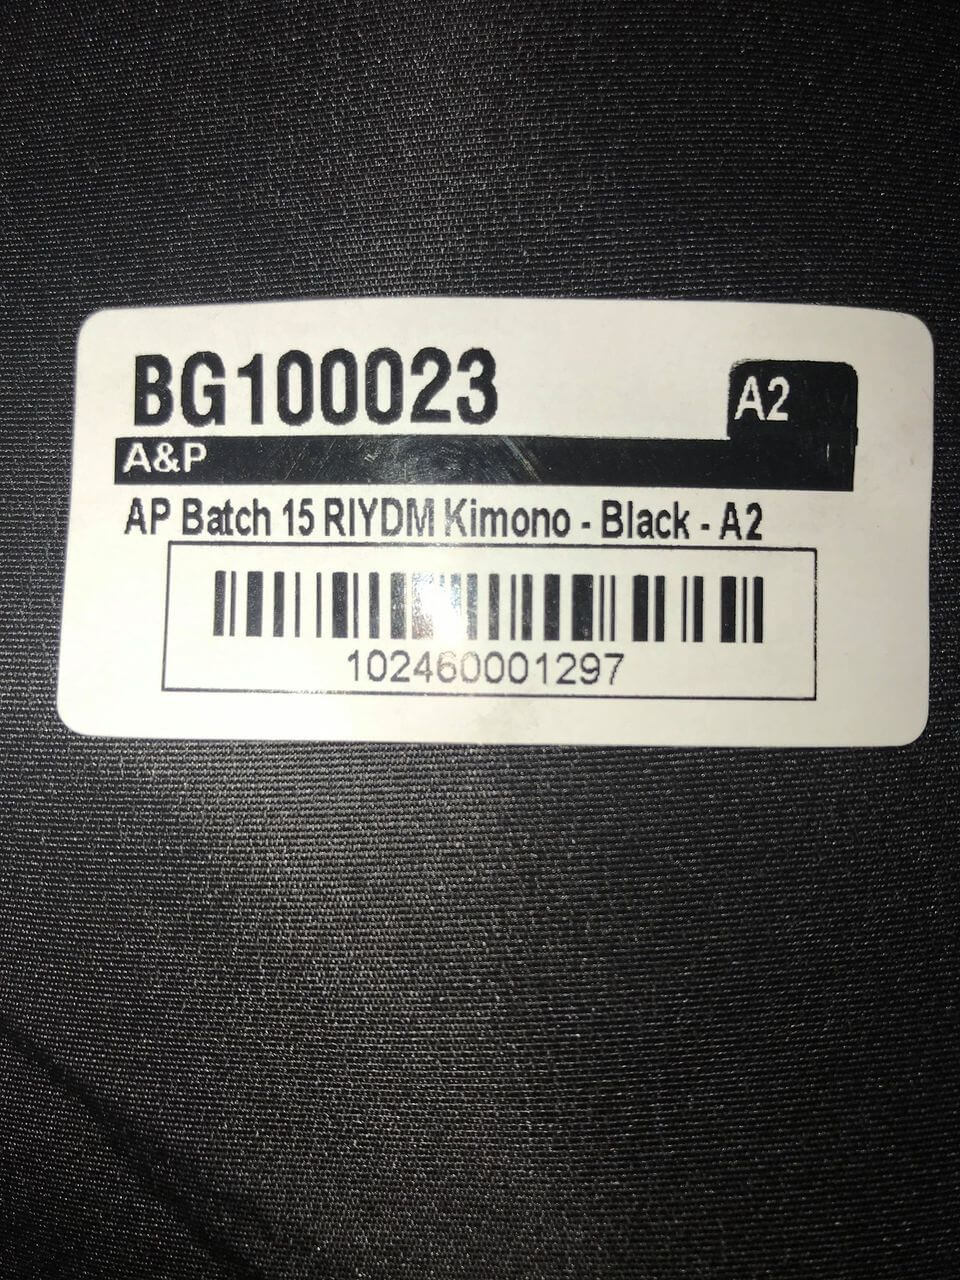 BG100023
A2
A&P
AP Batch 15 RIYDM Kimono - Black - A2
102460001297